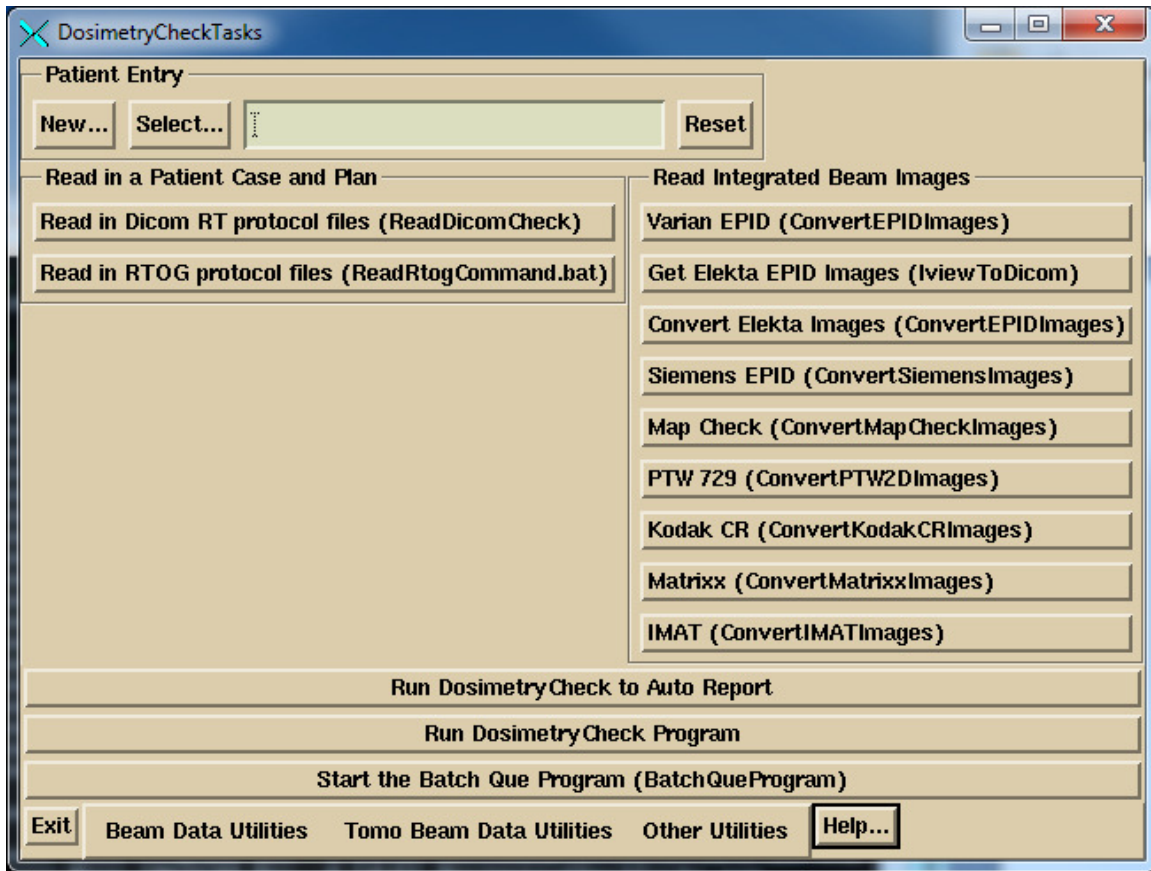 DosimetryCheckTasks
Patient Entry
New... Select... Reset
Read in a Patient Case and Plan
Read in Dicom RT protocol files (ReadDicomCheck)
Read in RTOG protocol files (ReadRtogCommand.bat)
Read Integrated Beam Images
Varian EPID (ConvertEPIDImages)
Get Elekta EPID Images (IviewToDicom)
Convert Elekta Images (ConvertEPIDImages)
Siemens EPID (ConvertSiemensImages)
Map Check (ConvertMapCheckImages)
PTW 729 (ConvertPTW2DImages)
Kodak CR (ConvertKodakCRImages)
Matrixx (ConvertMatrixxImages)
IMAT (ConvertIMATImages)
Run DosimetryCheck to Auto Report
Run DosimetryCheck Program
Start the Batch Que Program (BatchQueProgram)
Exit Beam Data Utilities Tomo Beam Data Utilities Other Utilities Help...